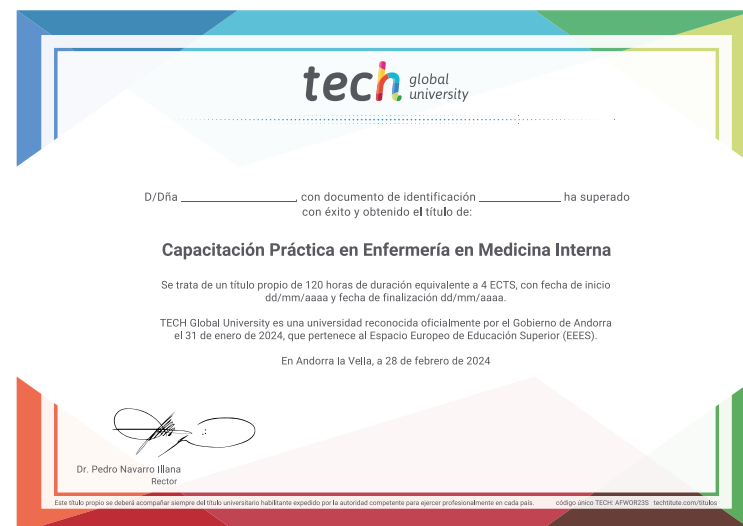 tech global
university
D/Dña ______________, con documento de identificación __________ ha superado
con éxito y obtenido el título de:
Capacitación Práctica en Enfermería en Medicina Interna
Se trata de un título propio de 120 horas de duración equivalente a 4 ECTS, con fecha de inicio
dd/mm/aaaa y fecha de finalización dd/mm/aaaa.
TECH Global University es una universidad reconocida oficialmente por el Gobierno de Andorra
el 31 de enero de 2024, que pertenece al Espacio Europeo de Educación Superior (EEES).
En Andorra la Vella, a 28 de febrero de 2024
Dr. Pedro Navarro Illana
Rector
Este título propio se deberá acompañar siempre del título universitario habilitante expedido por la autoridad competente para ejercer profesionalmente en cada país. código único TECH: AFWOR23S techtitute.com/titulos